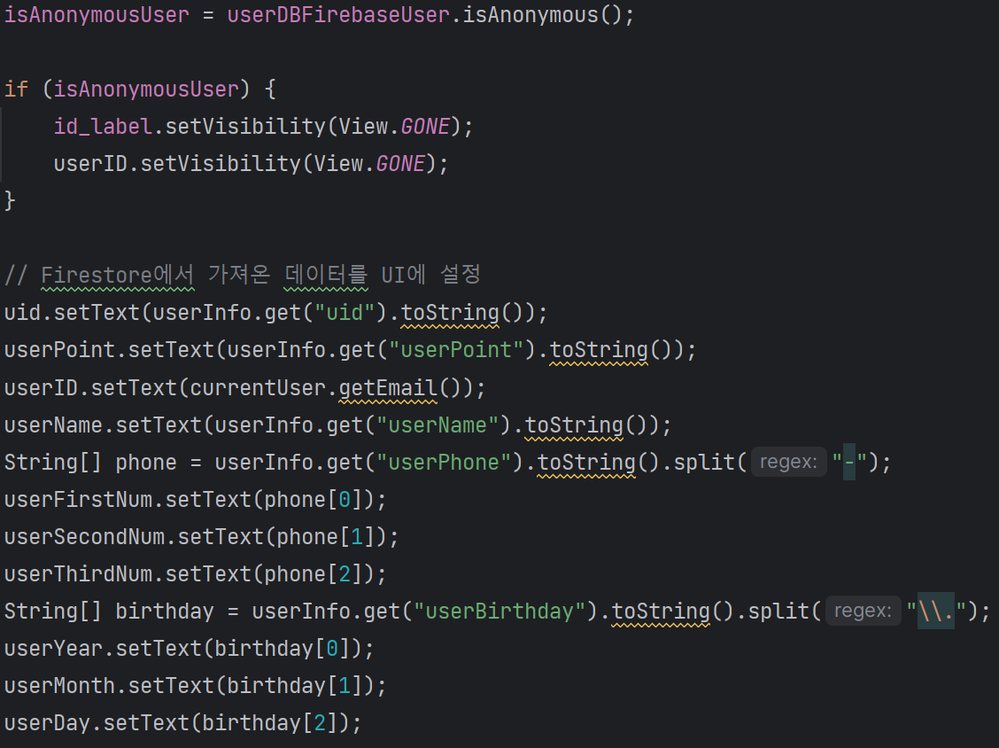 isAnonymousUser = userDBFirebaseUser.isAnonymous();
if (isAnonymousUser) {
id_label.setVisibility(View.GONE);
userID.setVisibility(View.GONE);
}
// Firestore에서 가져온 데이터를 UI에 설정
uid.setText(userInfo.get("uid").toString());
userPoint.setText(userInfo.get("userPoint").toString());
userID.setText(currentUser.getEmail());
userName.setText(userInfo.get("userName").toString());
String[] phone = userInfo.get("userPhone").toString().split( regex: "-");
userFirstNum.setText(phone[0]);
userSecondNum.setText(phone[1]);
userThirdNum.setText(phone[2]);
String[] birthday = userInfo.get("userBirthday").toString().split( regex: "\\.");
userYear.setText(birthday[0]);
userMonth.setText(birthday[1]);
userDay.setText(birthday[2]);